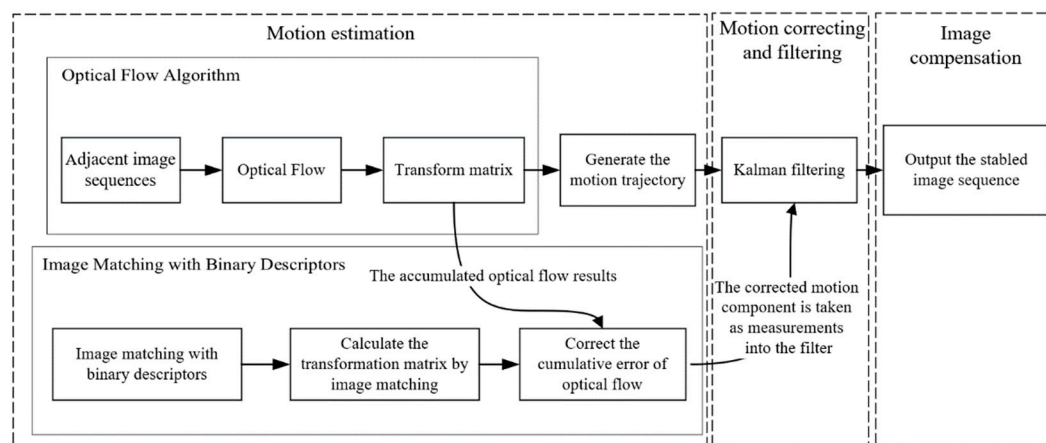 Motion estimation
Motion correcting
and filtering
Image
compensation
Optical Flow Algorithm
Adjacent image
sequences
Optical Flow
Transform matrix
Generate the
motion trajectory
Kalman filtering
Output the stabled
image sequence
Image Matching with Binary Descriptors
The accumulated optical flow results
The corrected motion
component is taken
as measurements
into the filter
Image matching with
binary descriptors
Calculate the
transformation matrix by
image matching
Correct the
cumulative error of
optical flow